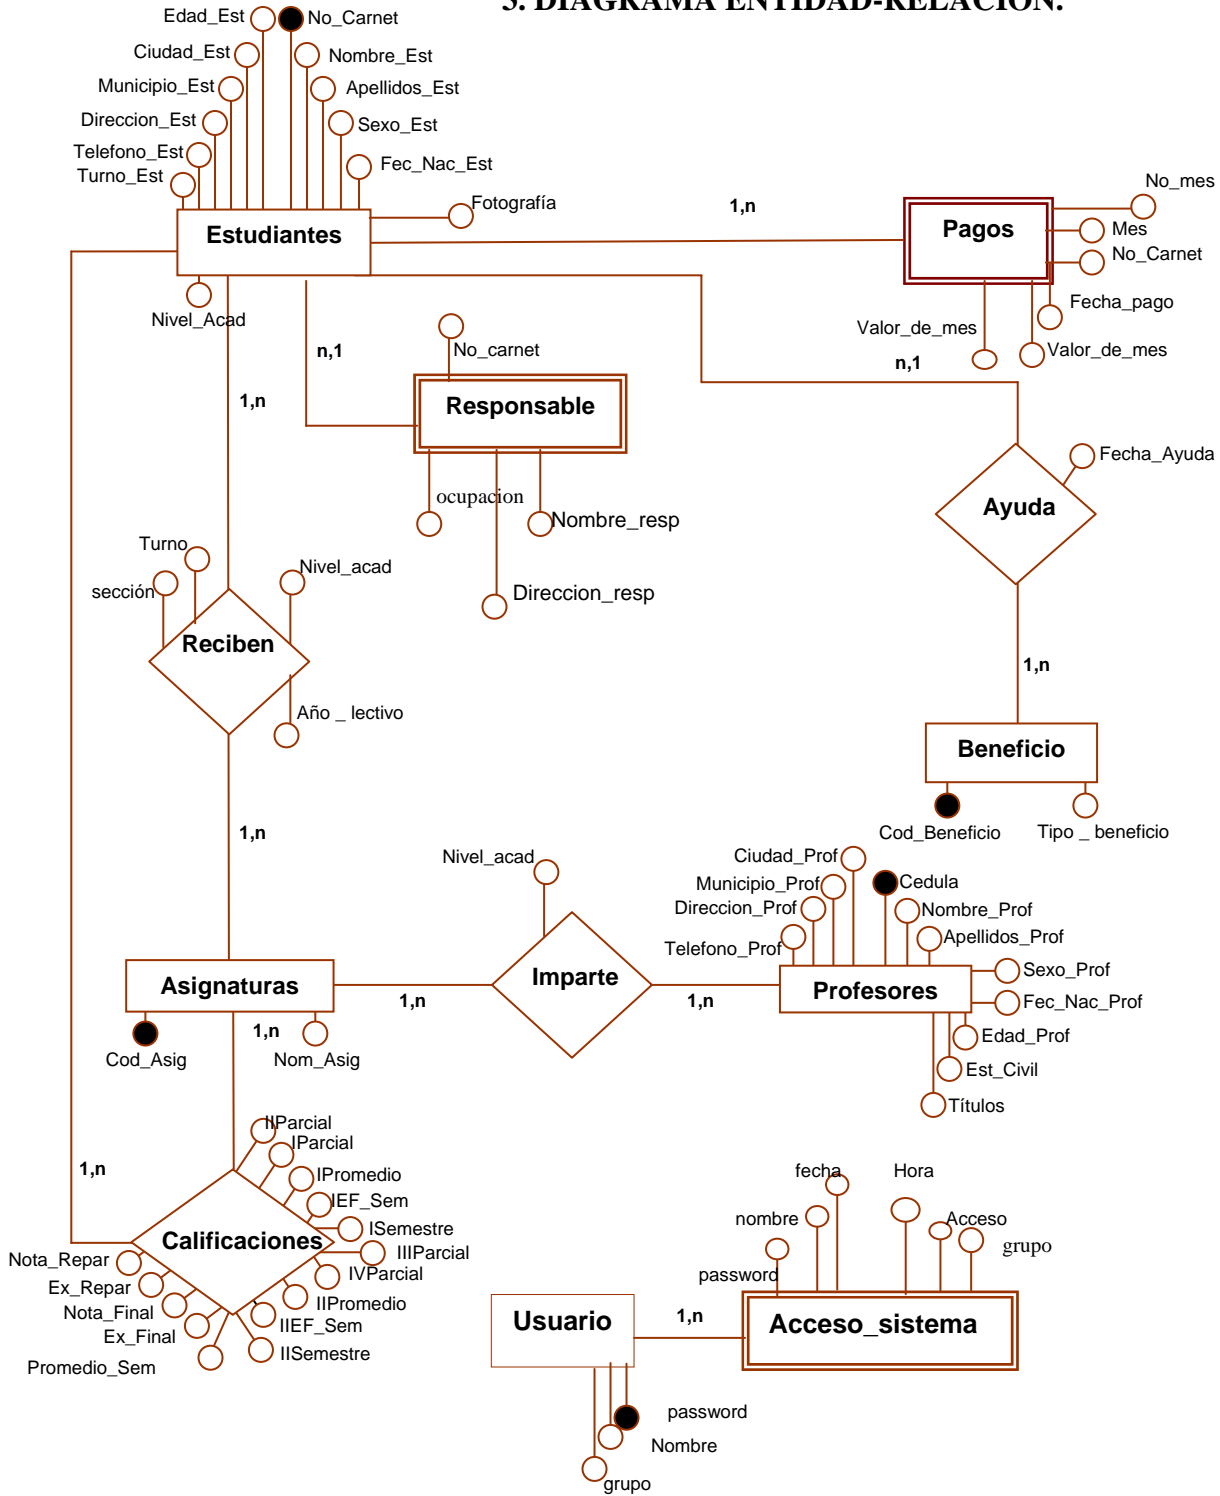 3. DIAGRAMA ENTIDAD-RELACION.
Edad_Est
No_Carnet
Ciudad_Est
Nombre_Est
Municipio_Est
Apellidos_Est
Direccion_Est
Sexo_Est
Telefono_Est
Turno_Est
Fec_Nac_Est
Fotografía
Estudiantes
1,n
No_mes
Pagos
Mes
No_Carnet
Fecha_pago
Valor_de_mes
Valor_de_mes
Nivel_Acad
n,1
No_carnet
n,1
1,n
Responsable
ocupacion
Nombre_resp
Direccion_resp
Fecha_Ayuda
Ayuda
Turno
sección
Nivel_acad
Reciben
Año _ lectivo
1,n
Beneficio
Cod_Beneficio
Tipo _ beneficio
1,n
Nivel_acad
Ciudad_Prof
Municipio_Prof
Cedula
Direccion_Prof
Nombre_Prof
Telefono_Prof
Apellidos_Prof
Asignaturas
1,n
Imparte
1,n
Profesores
Sexo_Prof
Fec_Nac_Prof
Edad_Prof
Est_Civil
Títulos
1,n
Cod_Asig
Nom_Asig
IIParcial
IParcial
1,n
IPromedio
IEF_Sem
ISemestre
Calificaciones
IIIParcial
Nota_Repar
IVParcial
Ex_Repar
IIPromedio
Nota_Final
IIEF_Sem
Ex_Final
IISemestre
Promedio_Sem
fecha
Hora
nombre
Acceso
grupo
password
Usuario
1,n
Acceso_sistema
password
Nombre
grupo